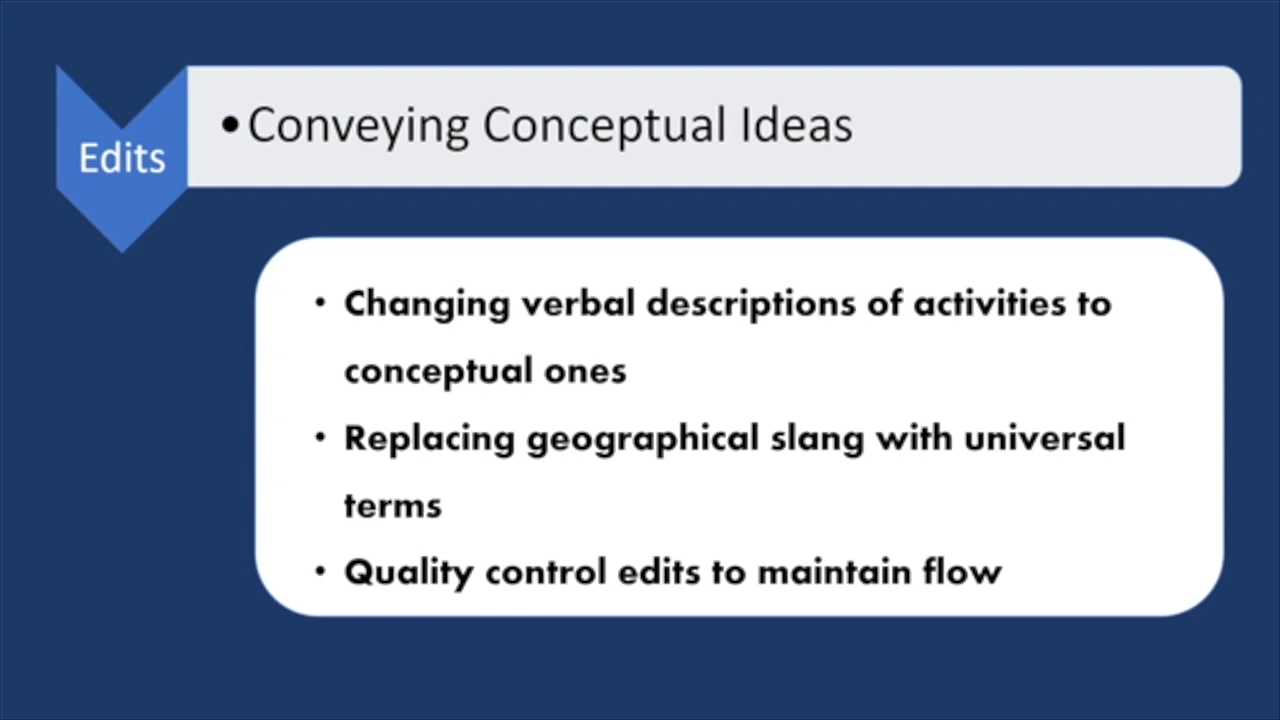 Edits
•Conveying Conceptual Ideas
• Changing verbal descriptions of activities to
conceptual ones
• Replacing geographical slang with universal
terms
• Quality control edits to maintain flow